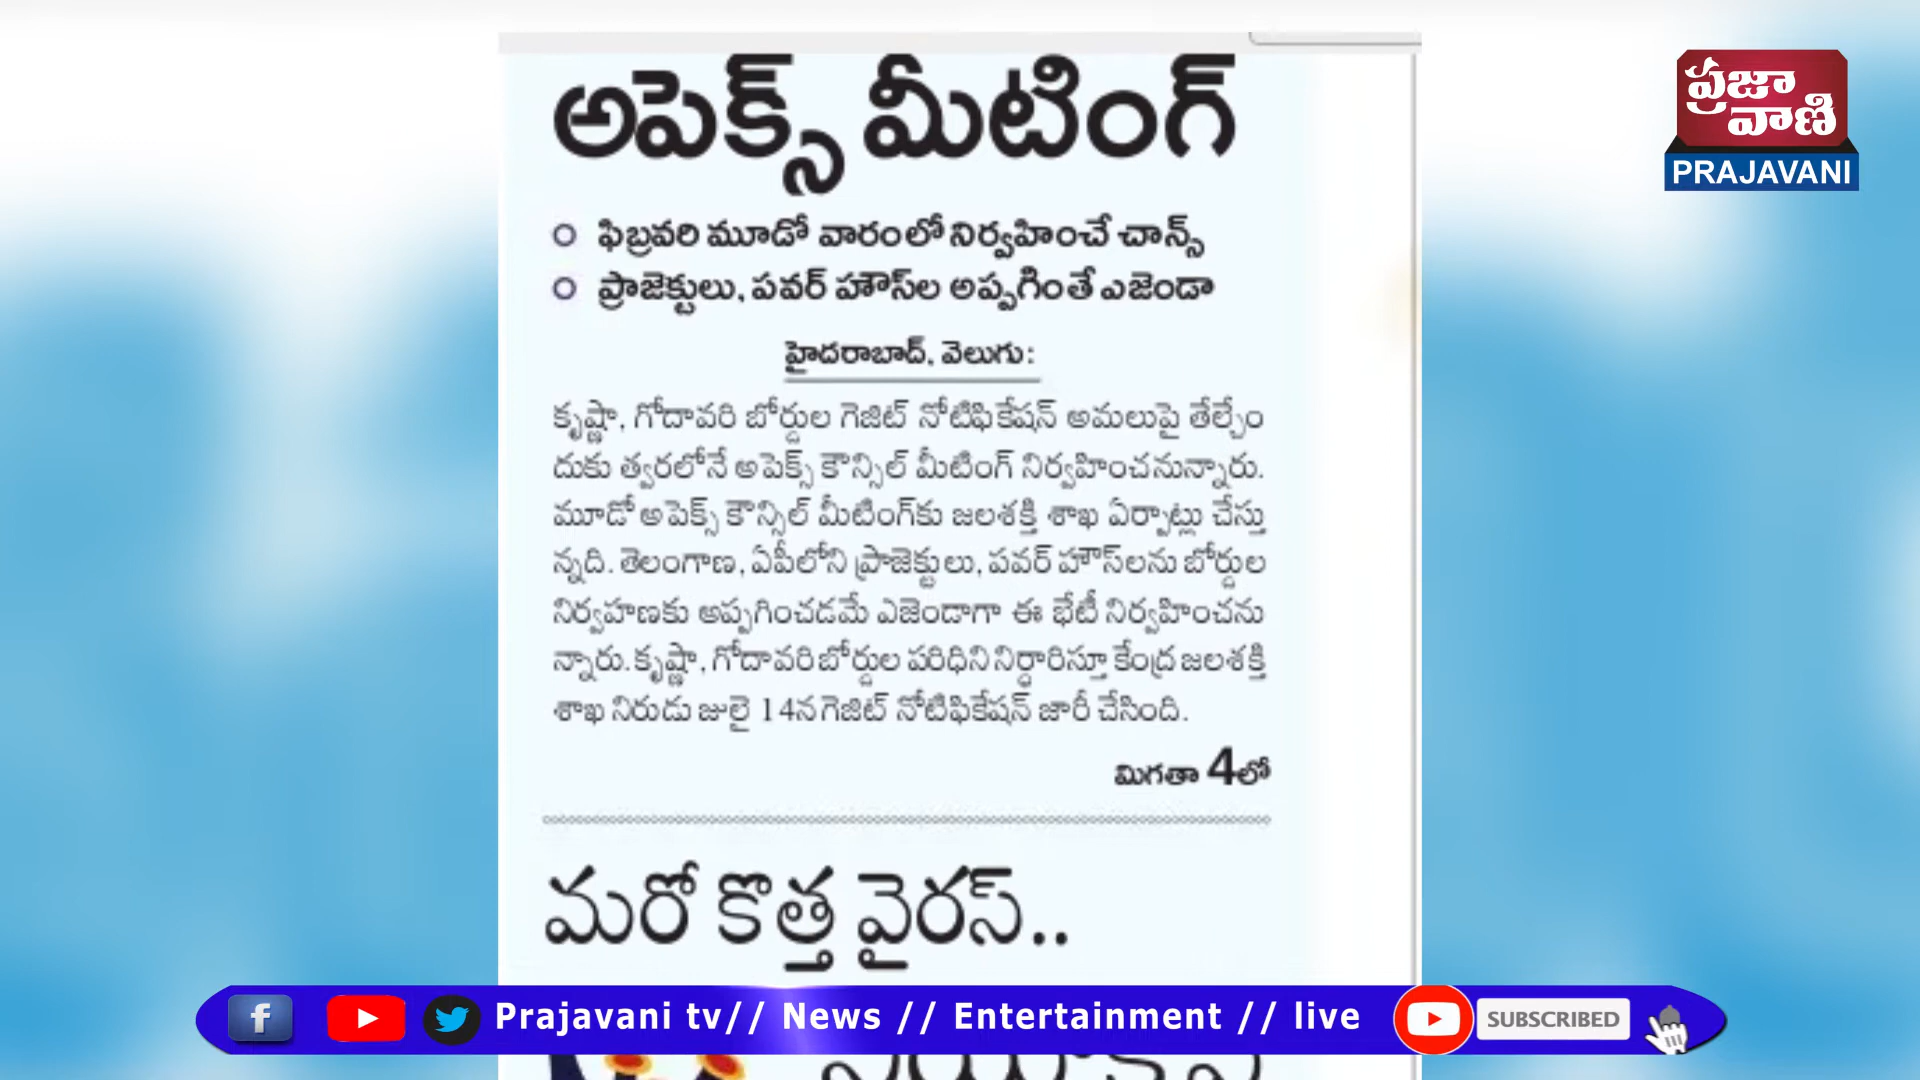 అపెక్స్ మీటింగ్
ఫిబ్రవరి మూడో వారంలో నిర్వహించే చాన్స్
ప్రాజెక్టులు, పవర్ హౌస్‌ల అప్పగింతే ఎజెండా
హైదరాబాద్, వెలుగు:
కృష్ణా, గోదావరి బోర్డుల గెజిట్ నోటిఫికేషన్ అమలుపై తేల్చేం
దుకు త్వరలోనే అపెక్స్ కౌన్సిల్ మీటింగ్ నిర్వహించనున్నారు.
మూడో అపెక్స్ కౌన్సిల్ మీటింగ్‌కు జలశక్తి శాఖ ఏర్పాట్లు చేస్తు
న్నది. తెలంగాణ, ఏపీలోని ప్రాజెక్టులు, పవర్ హౌస్‌లను బోర్డుల
నిర్వహణకు అప్పగించడమే ఎజెండాగా ఈ భేటీ నిర్వహించను
న్నారు. కృష్ణా, గోదావరి బోర్డుల పరిధిని నిర్ధారిస్తూ కేంద్ర జలశక్తి
శాఖ నిరుడు జులై 14న గెజిట్ నోటిఫికేషన్ జారీ చేసింది.
మిగతా 4లో
మరో కొత్త వైరస్..
ప్రజా
వాణి
PRAJAVANI
Prajavani tv// News // Entertainment // live
SUBSCRIBED